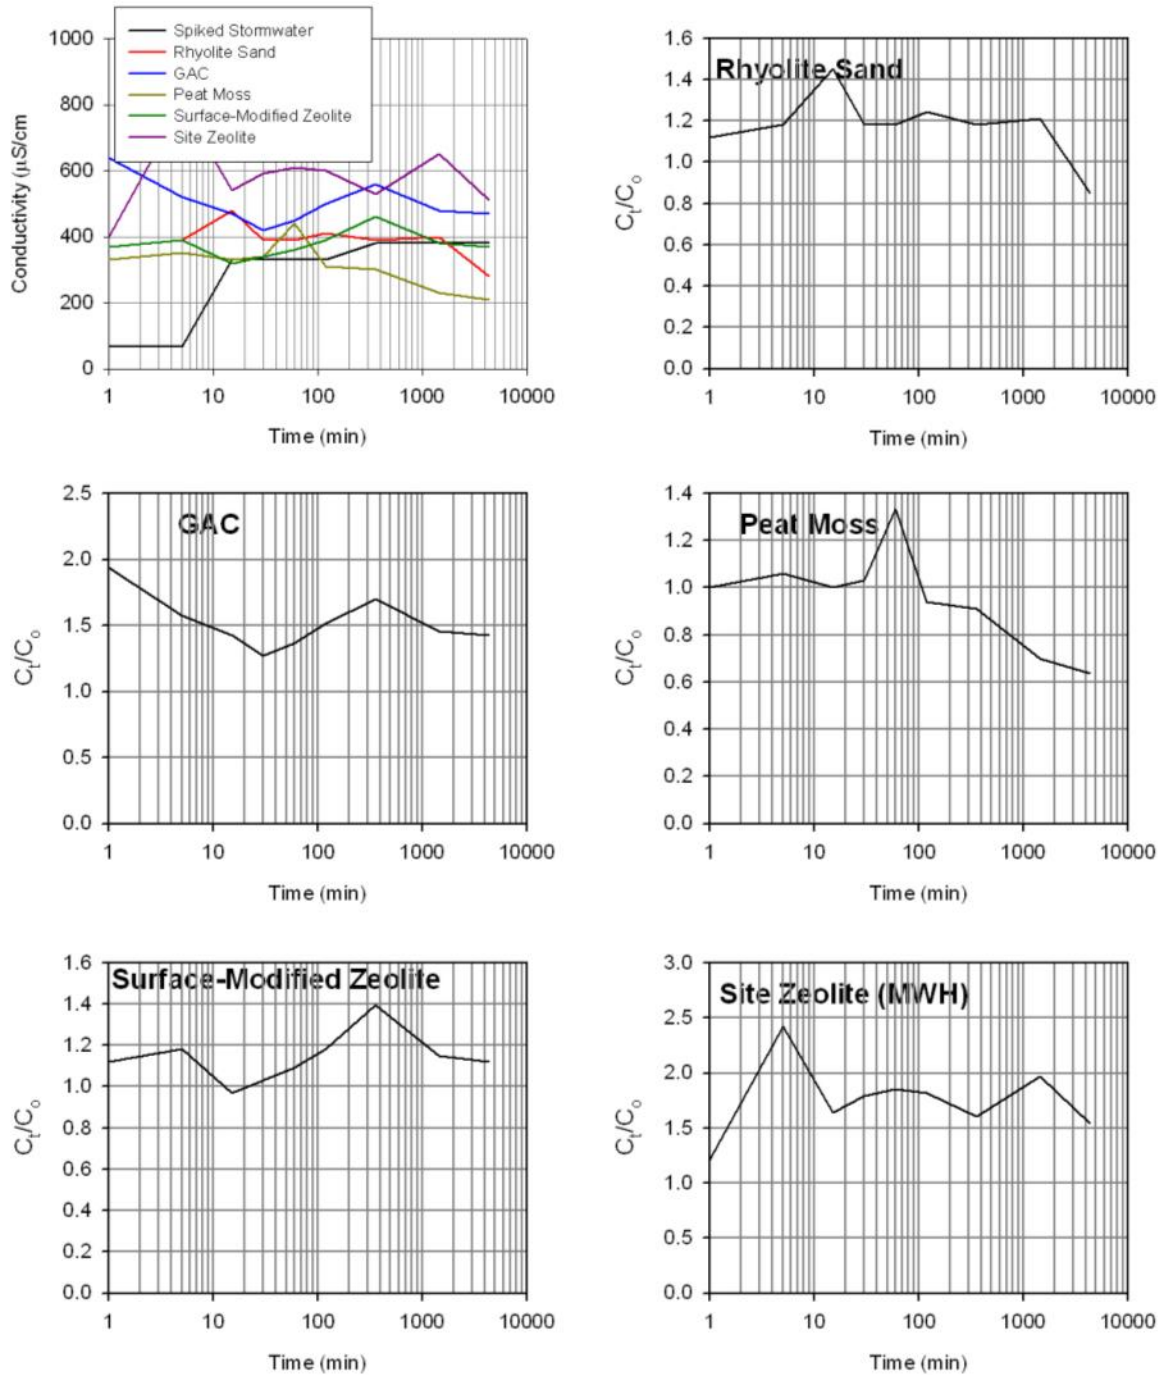 Spiked Stormwater
Rhyolite Sand
GAC
Peat Moss
Surface-Modified Zeolite
Site Zeolite
Conductivity (µS/cm
1000
800
600
400
200
0
1 10 100 1000 10000
Time (min)
Rhyolite Sand
Ct/Co
1.6
1.4
1.2
1.0
0.8
0.6
0.4
0.2
0.0
1 10 100 1000 10000
Time (min)
GAC
Ct/Co
2.5
2.0
1.5
1.0
0.5
0.0
1 10 100 1000 10000
Time (min)
Peat Moss
Ct/Co
1.4
1.2
1.0
0.8
0.6
0.4
0.2
0.0
1 10 100 1000 10000
Time (min)
Surface-Modified Zeolite
Ct/Co
1.6
1.4
1.2
1.0
0.8
0.6
0.4
0.2
0.0
1 10 100 1000 10000
Time (min)
Site Zeolite (MWH)
Ct/Co
3.0
2.5
2.0
1.5
1.0
0.5
0.0
1 10 100 1000 10000
Time (min)